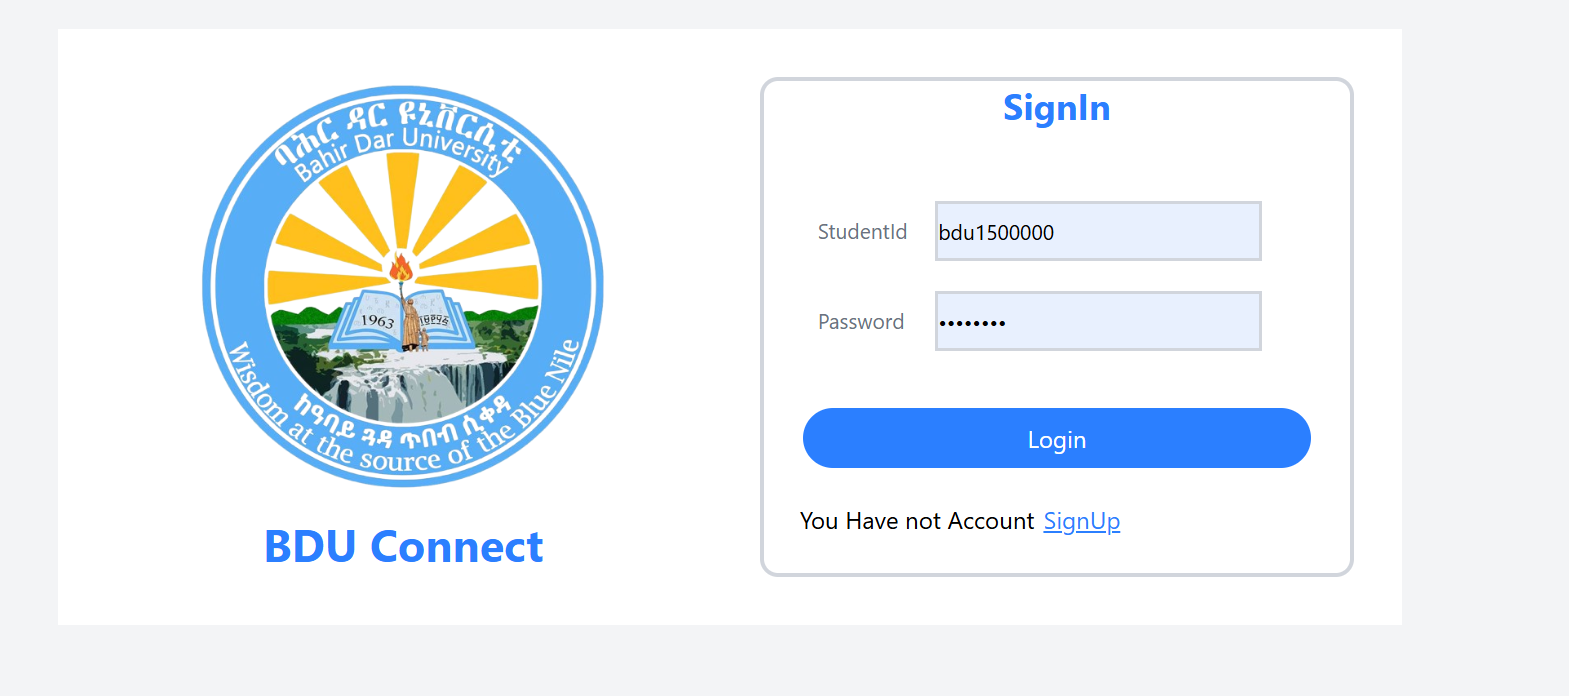 ባሕር ዳር ዩኒቨርሲቲ
Bahir Dar University
1963
ከዓባይ ጓዳ ጥበብ ሲቀዳ
Wisdom at the source of the Blue Nile
BDU Connect
SignIn
StudentId bdu1500000
Password ••••••••
Login
You Have not Account SignUp